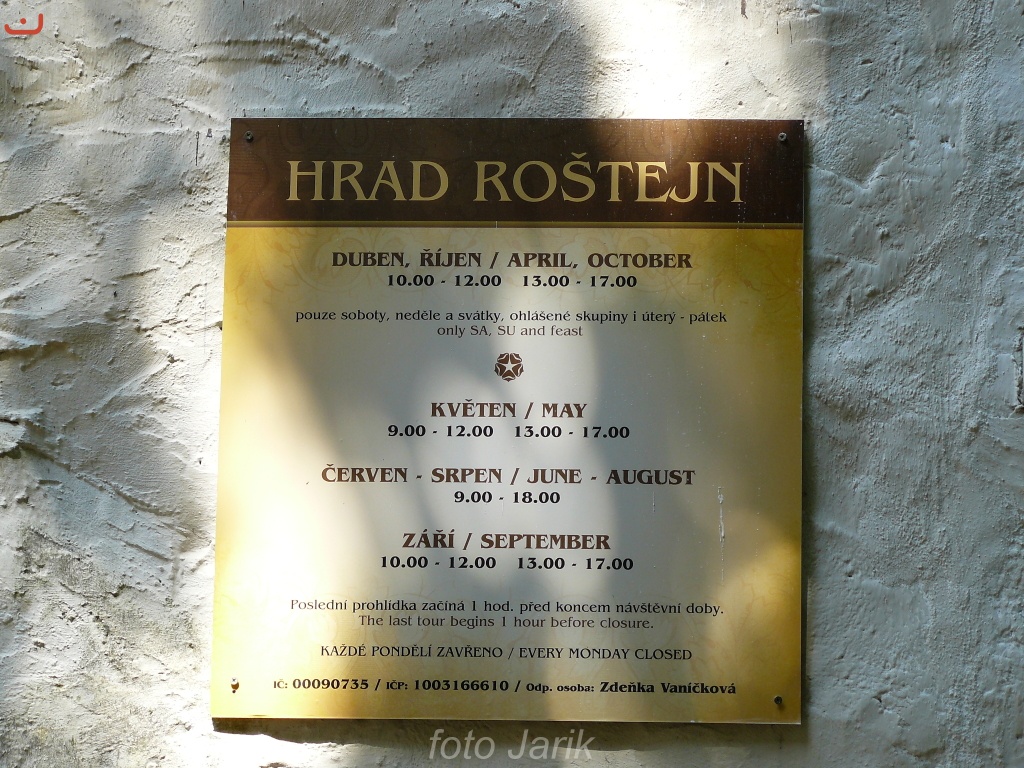 HRAD ROŠTEJN
DUBEN, ŘÍJEN / APRIL, OCTOBER
10.00 - 12.00 13.00 - 17.00
pouze soboty, neděle a svátky, ohlášené skupiny i úterý - pátek
only SA, SU and feast
KVĚTEN / MAY
9.00 - 12.00 13.00 - 17.00
ČERVEN - SRPEN / JUNE - AUGUST
9.00 - 18.00
ZÁŘÍ / SEPTEMBER
10.00 - 12.00 13.00 - 17.00
Poslední prohlídka začíná 1 hod. před koncem návštěvní doby.
The last tour begins 1 hour before closure.
KAŽDÉ PONDĚLÍ ZAVŘENO / EVERY MONDAY CLOSED
IČ: 00090735 / IČP: 1003166610 / Odp. osoba: Zdeňka Vaníčková
foto Jarik